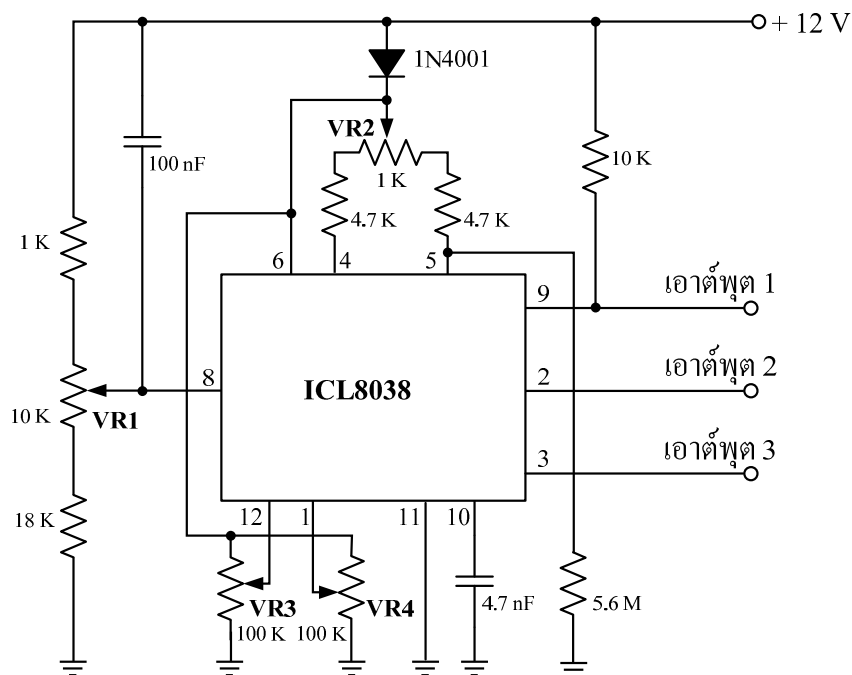 + 12 V
1N4001
VR2
1 K
100 nF
10 K
4.7 K
4.7 K
1 K
6
4
5
9
เอาต์พุต 1
8
ICL8038
2
เอาต์พุต 2
10 K
VR1
3
เอาต์พุต 3
18 K
12
1
11
10
VR3
VR4
4.7 nF
5.6 M
100 K
100 K